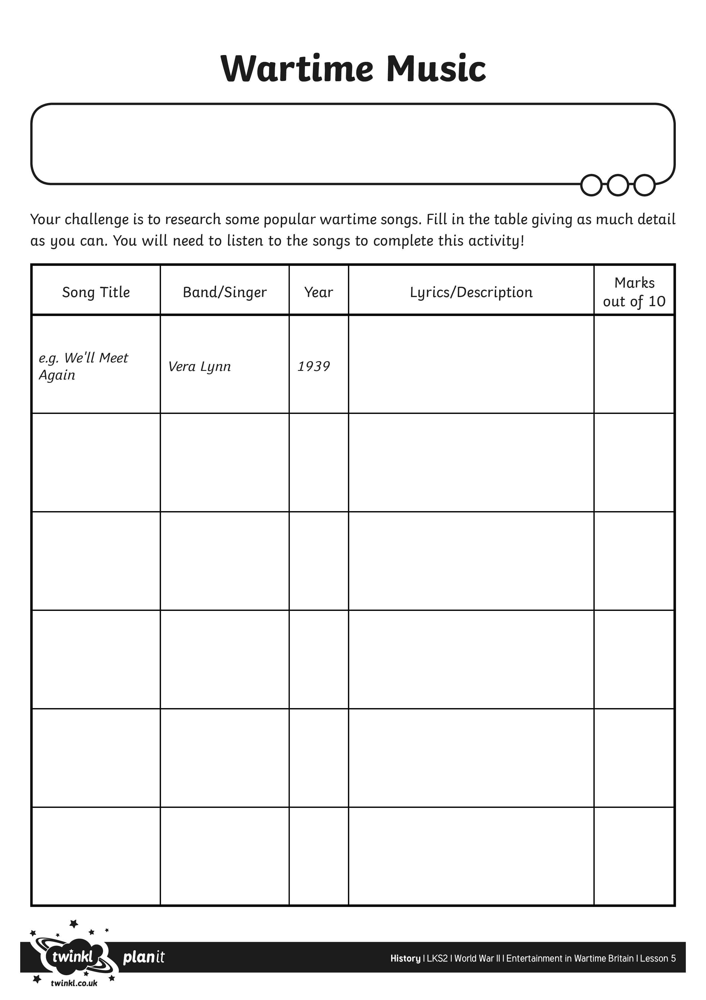 Wartime Music
Your challenge is to research some popular wartime songs. Fill in the table giving as much detail
as you can. You will need to listen to the songs to complete this activity!
Song Title
Band/Singer
Year
Lyrics/Description
Marks
out of 10
e.g. We'll Meet
Again
Vera Lynn
1939
twinkl
planit
History | LKS2 | World War II | Entertainment in Wartime Britain | Lesson 5
twinkl.co.uk